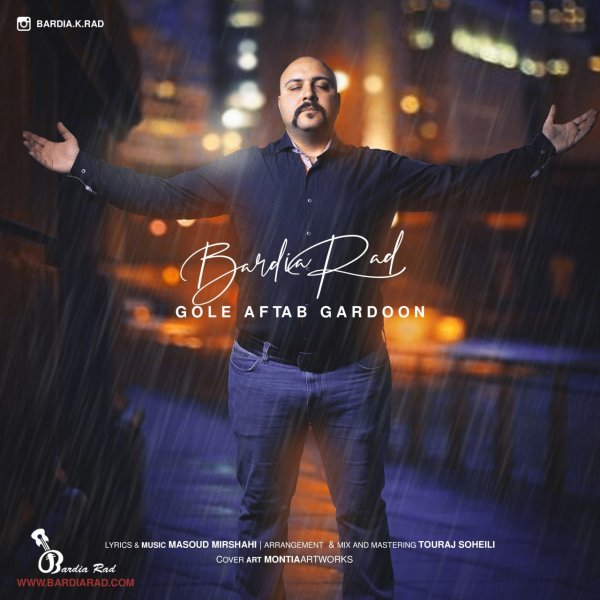 BARDIA.K.RAD
Bardia Rad
GOLE AFTAB GARDOON
LYRICS & MUSIC MASOUD MIRSHAHI | ARRANGEMENT & MIX AND MASTERING TOURAJ SOHEILI
COVER ART MONTIAARTWORKS
Bardia Rad
WWW.BARDIARAD.COM